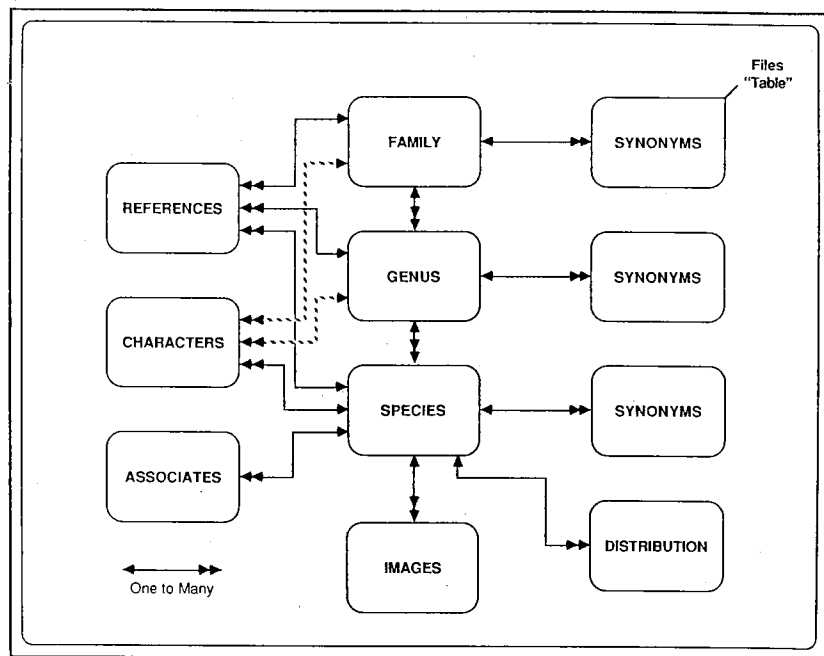 Files
"Table"
FAMILY
SYNONYMS
REFERENCES
GENUS
SYNONYMS
CHARACTERS
SPECIES
SYNONYMS
ASSOCIATES
IMAGES
DISTRIBUTION
One to Many